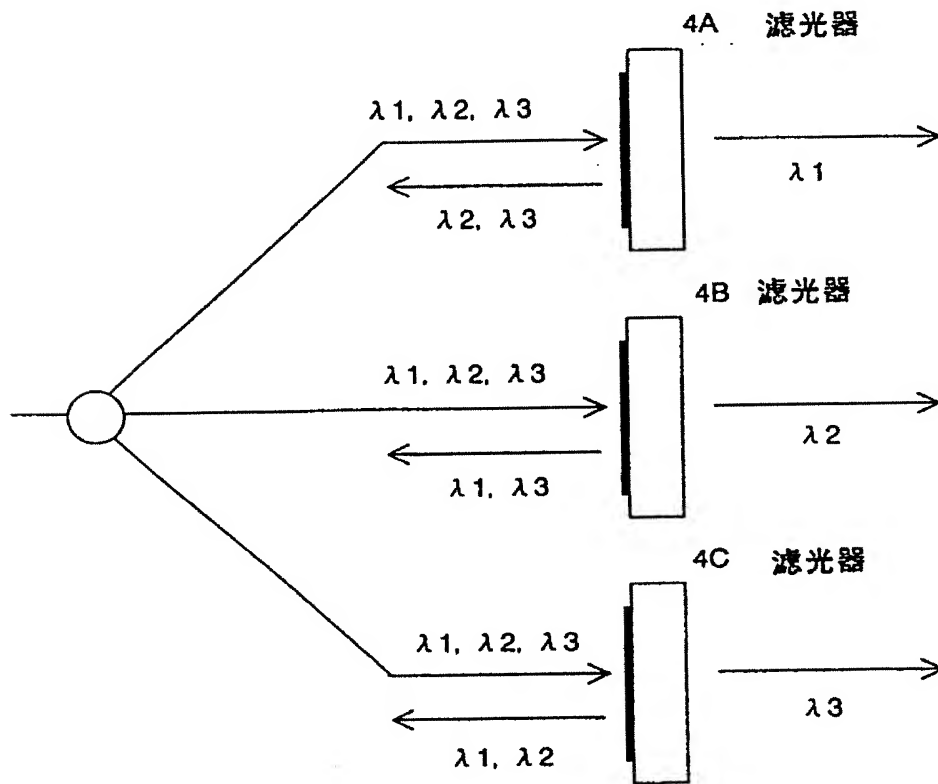 4A 滤光器
λ1, λ2, λ3
λ1
λ2, λ3
4B 滤光器
λ1, λ2, λ3
λ2
λ1, λ3
4C 滤光器
λ1, λ2, λ3
λ3
λ1, λ2